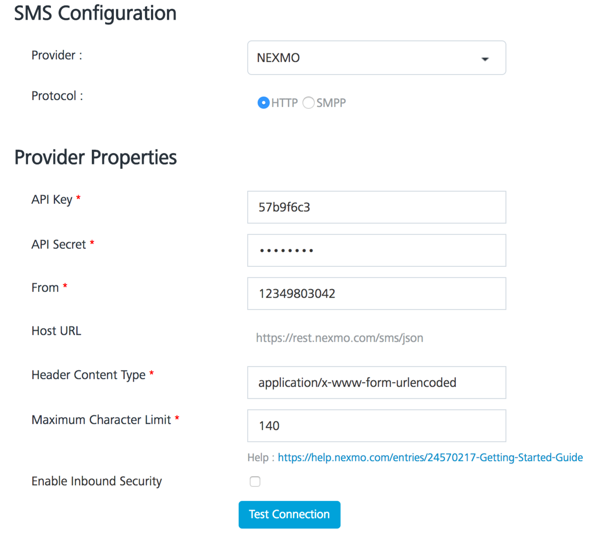 SMS Configuration
Provider :
NEXMO
Protocol :
HTTP SMPP
Provider Properties
API Key *
57b9f6c3
API Secret *
••••••••
From *
12349803042
Host URL
https://rest.nexmo.com/sms/json
Header Content Type *
application/x-www-form-urlencoded
Maximum Character Limit *
140
Help : https://help.nexmo.com/entries/24570217-Getting-Started-Guide
Enable Inbound Security
Test Connection